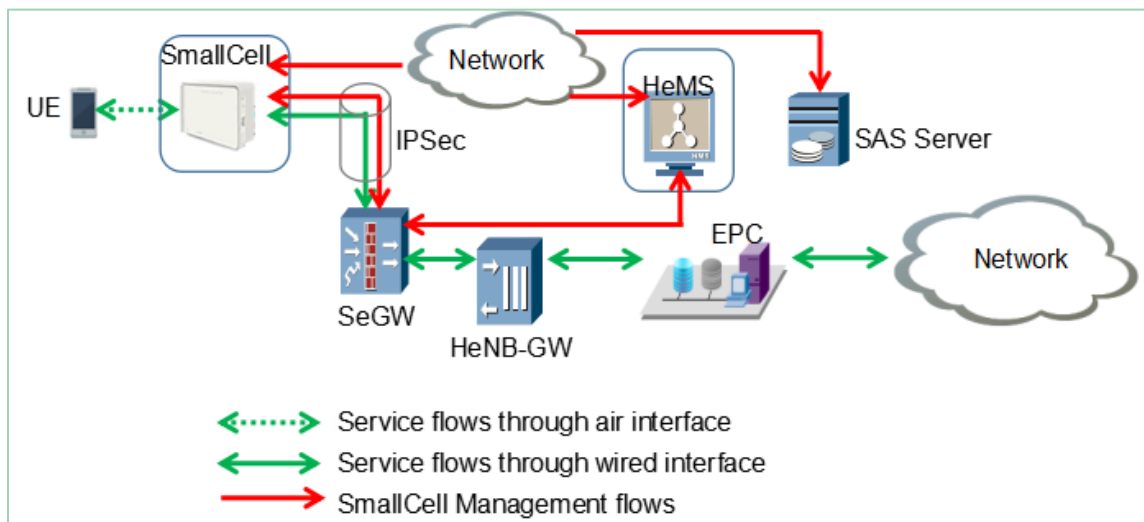 SmallCell
Network
HeMS
UE
IPSec
HMS
SAS Server
EPC
Network
SeGW
HeNB-GW
Service flows through air interface
Service flows through wired interface
SmallCell Management flows